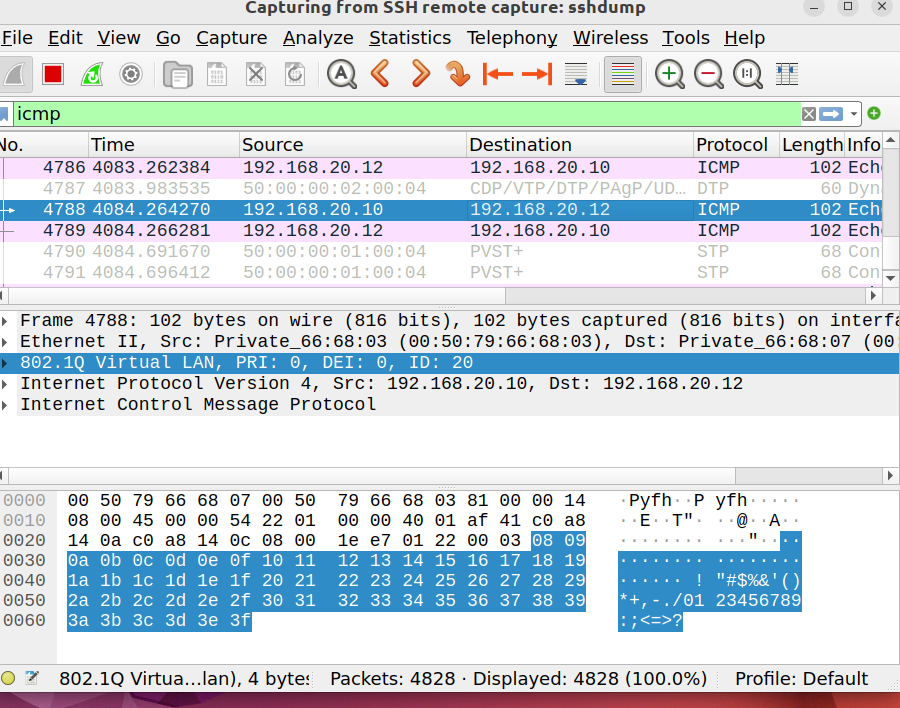 Capturing from SSH remote capture: sshdump
File Edit View Go Capture Analyze Statistics Telephony Wireless Tools Help
icmp
No. Time Source Destination Protocol Length Info
4786 4083.262384 192.168.20.12 192.168.20.10 ICMP 102 Ech
4787 4083.983535 50:00:00:02:00:04 CDP/VTP/DTP/PAgP/UD… DTP 60 Dyn
4788 4084.264270 192.168.20.10 192.168.20.12 ICMP 102 Ech
4789 4084.266281 192.168.20.12 192.168.20.10 ICMP 102 Ech
4790 4084.691670 50:00:00:01:00:04 PVST+ STP 68 Con
4791 4084.696412 50:00:00:01:00:04 PVST+ STP 68 Con
Frame 4788: 102 bytes on wire (816 bits), 102 bytes captured (816 bits) on interfa
Ethernet II, Src: Private_66:68:03 (00:50:79:66:68:03), Dst: Private_66:68:07 (00:
802.1Q Virtual LAN, PRI: 0, DEI: 0, ID: 20
Internet Protocol Version 4, Src: 192.168.20.10, Dst: 192.168.20.12
Internet Control Message Protocol
0000 00 50 79 66 68 07 00 50 79 66 68 03 81 00 00 14 ·Pyfh··P yfh·····
0010 08 00 45 00 00 54 22 01 00 00 40 01 af 41 c0 a8 ··E··T"· ··@··A··
0020 14 0a c0 a8 14 0c 08 00 1e e7 01 22 00 03 08 09 ········ ···"····
0030 0a 0b 0c 0d 0e 0f 10 11 12 13 14 15 16 17 18 19 ········ ········
0040 1a 1b 1c 1d 1e 1f 20 21 22 23 24 25 26 27 28 29 ······ ! "#$%&'()
0050 2a 2b 2c 2d 2e 2f 30 31 32 33 34 35 36 37 38 39 *+,-./01 23456789
0060 3a 3b 3c 3d 3e 3f :;<=>?
802.1Q Virtua...lan), 4 bytes Packets: 4828 · Displayed: 4828 (100.0%) Profile: Default